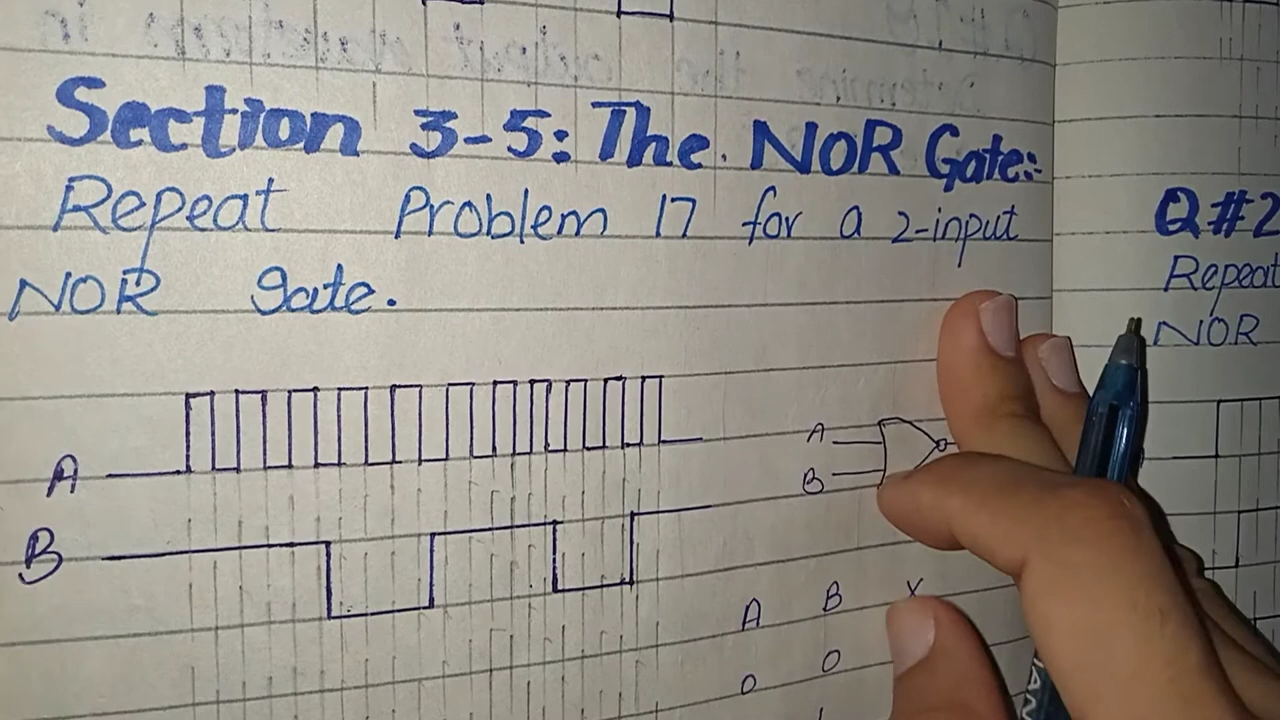 Section 3-5: The NOR Gate:-
Repeat Problem 17 for a 2-input
NOR gate.
A
B
A
B
A B X
0 0
Q#2
Repeat
NOR